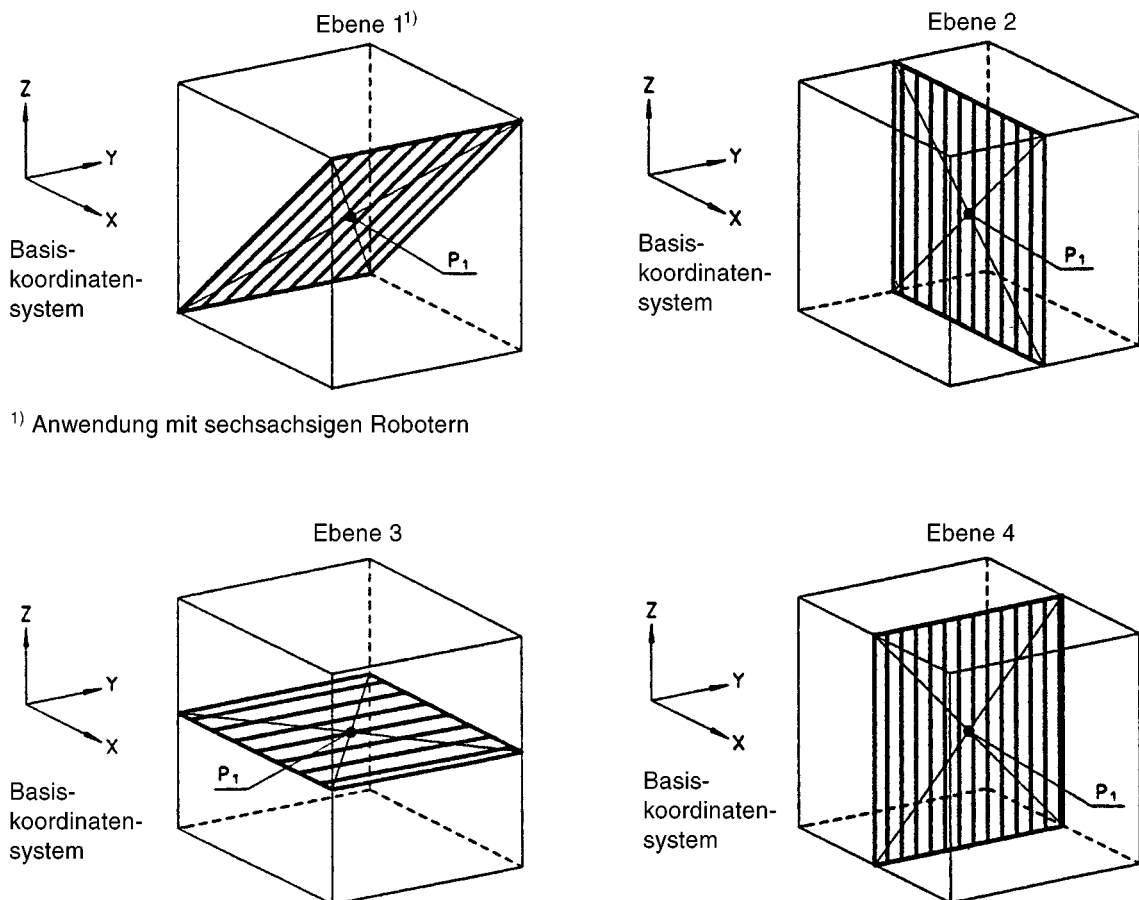 Ebene 1¹⁾
Z
Y
X
Basis-
koordinaten-
system
P₁
Ebene 2
Z
Y
X
Basis-
koordinaten-
system
P₁
¹⁾ Anwendung mit sechsachsigen Robotern
Ebene 3
Z
Y
X
Basis-
koordinaten-
system
P₁
Ebene 4
Z
Y
X
Basis-
koordinaten-
system
P₁